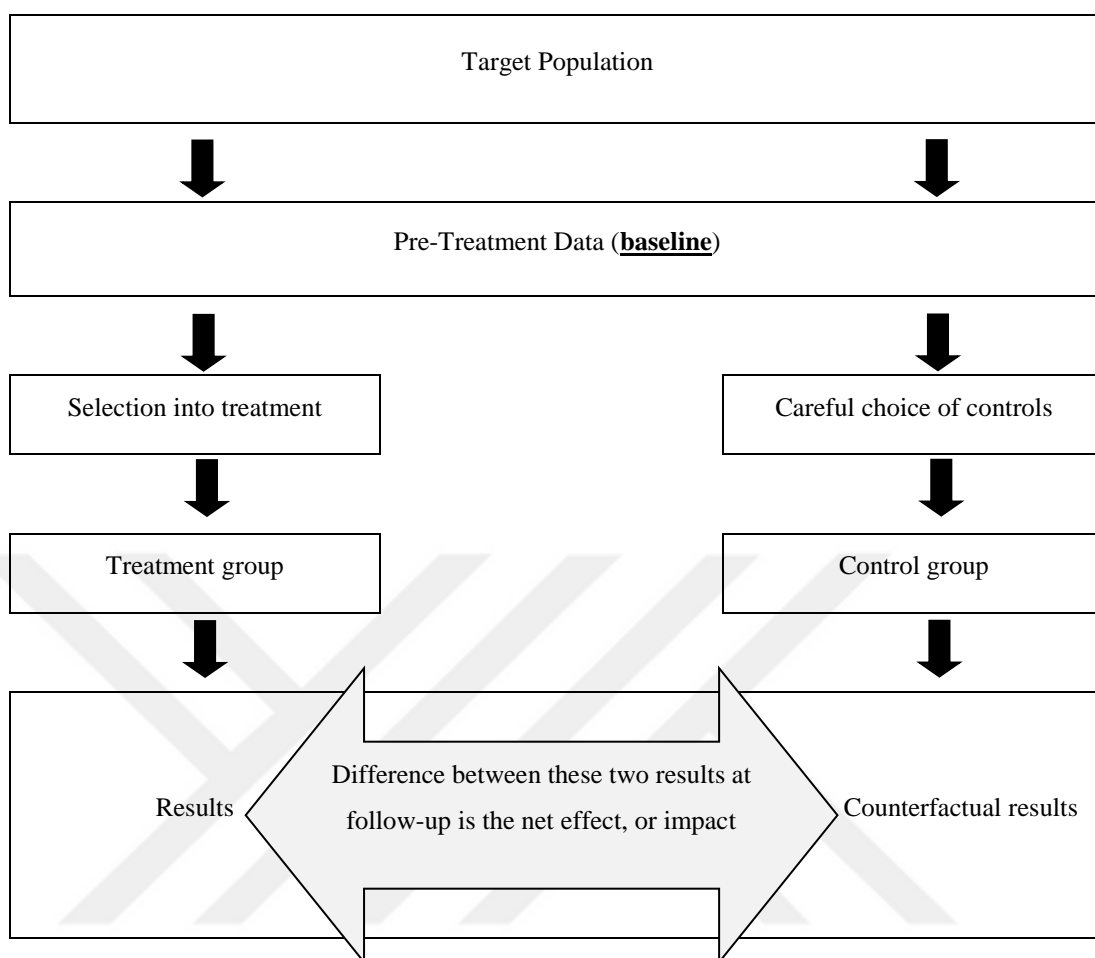 Target Population
Pre-Treatment Data (baseline)
Selection into treatment
Careful choice of controls
Treatment group
Control group
Results
Difference between these two results at
follow-up is the net effect, or impact
Counterfactual results